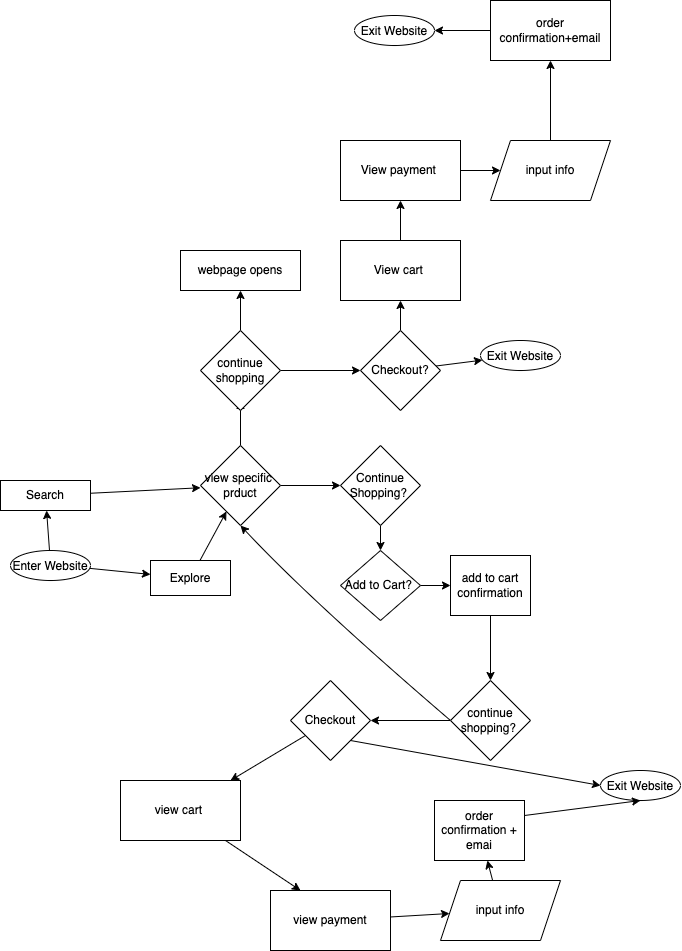 Exit Website
order
confirmation+email
View payment
input info
webpage opens
View cart
continue
shopping
Checkout?
Exit Website
view specific
prduct
Continue
Shopping?
Search
Enter Website
Explore
Add to Cart?
add to cart
confirmation
Checkout
continue
shopping?
Exit Website
view cart
order
confirmation +
emai
view payment
input info